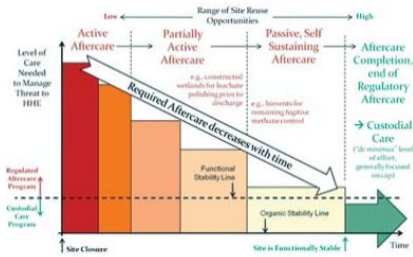 Range of Site Reuse
Opportunities
Low
High
Level of
Care
Needed
to Manage
Threat to
HHE
Active
Aftercare
Partially
Active
Aftercare
e.g., constructed
wetlands for leachate
polishing prior to
discharge
Passive, Self
Sustaining
Aftercare
e.g., biovents for
remaining fugitive
methane control
Aftercare
Completion, end
of Regulatory
Aftercare
→ Custodial
Care
("de minimus" level
of effort,
generally focused
on cap)
Required Aftercare decreases with time
Functional
Stability Line
Organic Stability Line
Regulated
Aftercare
Program
Custodial
Care Program
Site Closure
Site is Functionally Stable
Time